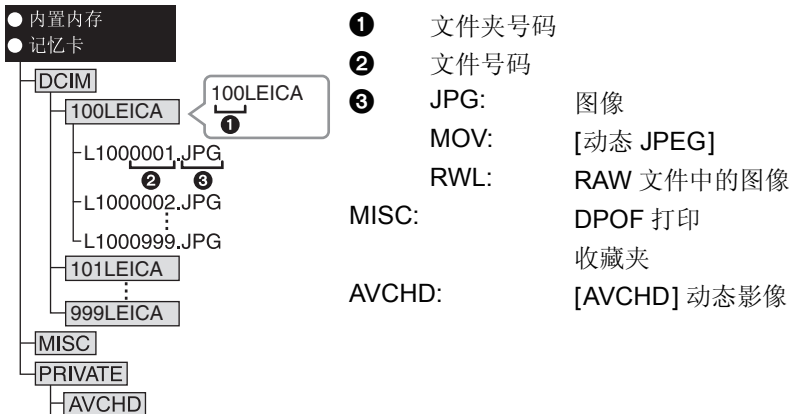 ● 内置内存
● 记忆卡
DCIM
100LEICA
100LEICA
❶
L1000001.JPG
❷ ❸
L1000002.JPG
L1000999.JPG
101LEICA
999LEICA
MISC
PRIVATE
AVCHD
❶ 文件夹号码
❷ 文件号码
❸ JPG: 图像
MOV: [动态 JPEG]
RWL: RAW 文件中的图像
MISC: DPOF 打印
收藏夹
AVCHD: [AVCHD] 动态影像